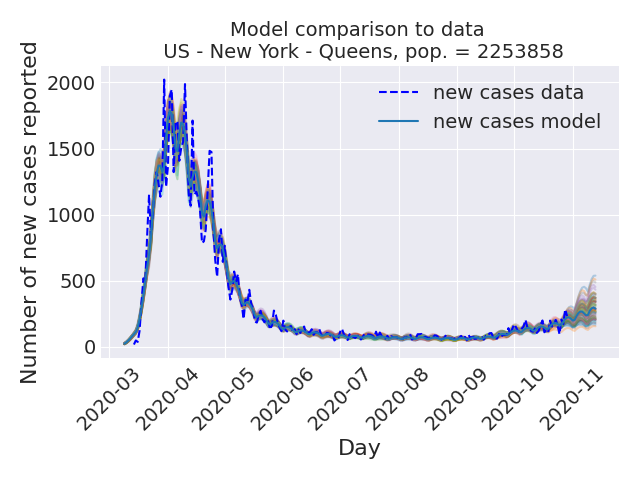 Model comparison to data
US - New York - Queens, pop. = 2253858
Number of new cases reported
2000
1500
1000
500
0
new cases data
new cases model
2020-03
2020-04
2020-05
2020-06
2020-07
2020-08
2020-09
2020-10
2020-11
Day